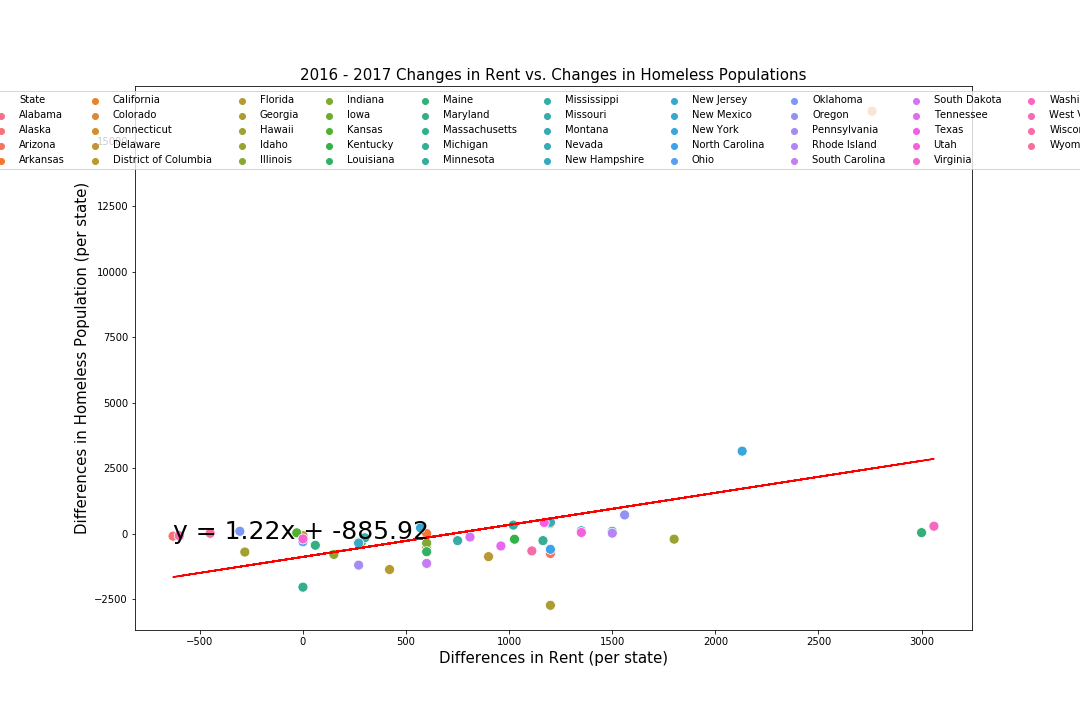 2016 - 2017 Changes in Rent vs. Changes in Homeless Populations
State California Florida Indiana Maine Mississippi New Jersey Oklahoma South Dakota Washi
Alabama Colorado Georgia Iowa Maryland Missouri New Mexico Oregon Tennessee West V
Alaska Connecticut Hawaii Kansas Massachusetts Montana New York Pennsylvania Texas Wiscon
Arizona Delaware Idaho Kentucky Michigan Nevada North Carolina Rhode Island Utah Wyom
Arkansas District of Columbia Illinois Louisiana Minnesota New Hampshire Ohio South Carolina Virginia
15000
12500
10000
7500
5000
2500
0
−2500
Differences in Homeless Population (per state)
y = 1.22x + -885.92
−500 0 500 1000 1500 2000 2500 3000
Differences in Rent (per state)